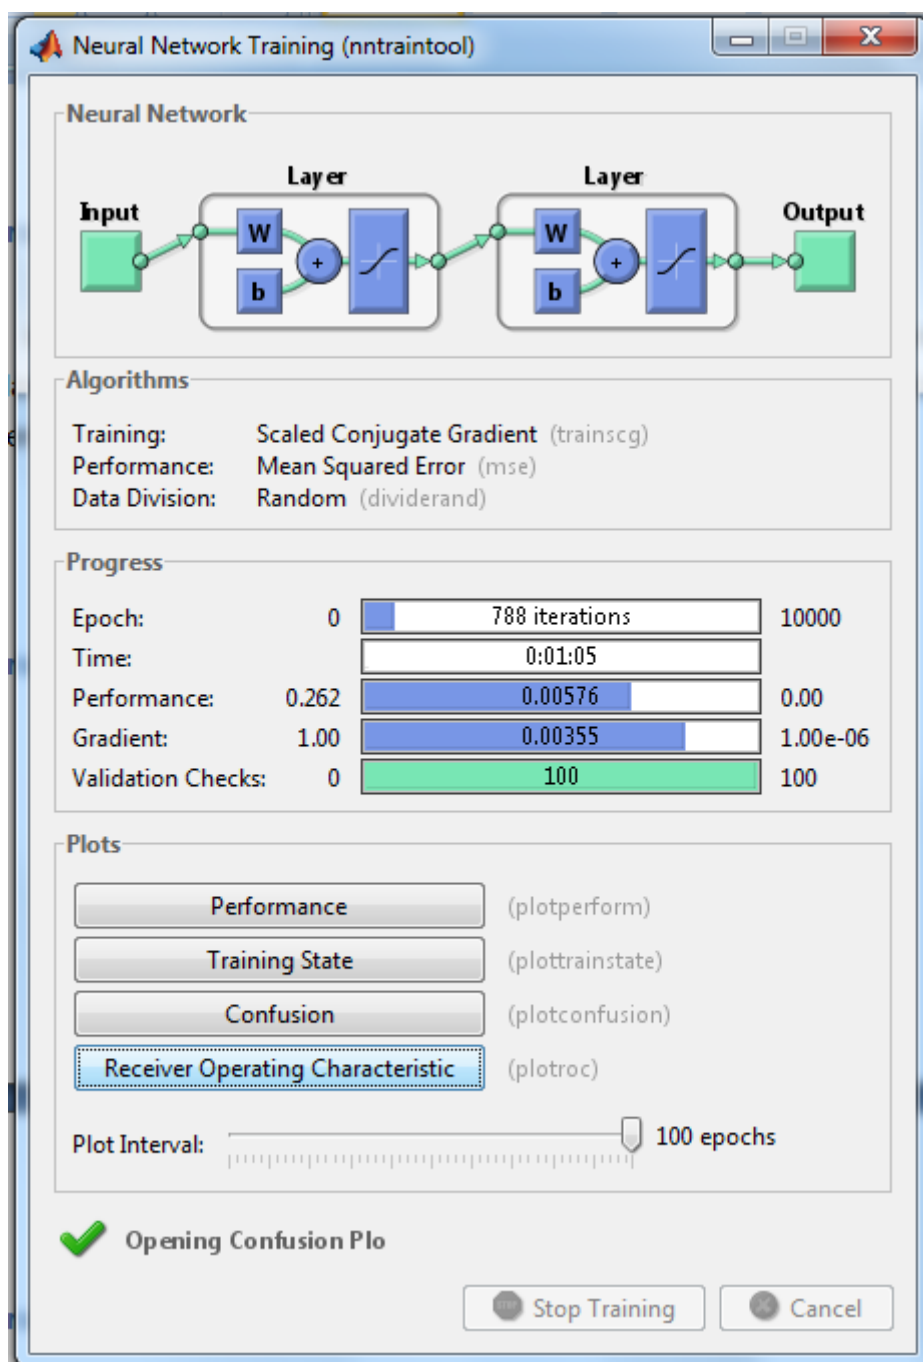 Neural Network Training (nntraintool)
Neural Network
Layer Layer
Input Output
W W
+ +
b b
Algorithms
Training: Scaled Conjugate Gradient (trainscg)
Performance: Mean Squared Error (mse)
Data Division: Random (dividerand)
Progress
Epoch: 0 788 iterations 10000
Time: 0:01:05
Performance: 0.262 0.00576 0.00
Gradient: 1.00 0.00355 1.00e-06
Validation Checks: 0 100 100
Plots
Performance (plotperform)
Training State (plottrainstate)
Confusion (plotconfusion)
Receiver Operating Characteristic (plotroc)
Plot Interval: 100 epochs
Opening Confusion Plo
Stop Training Cancel